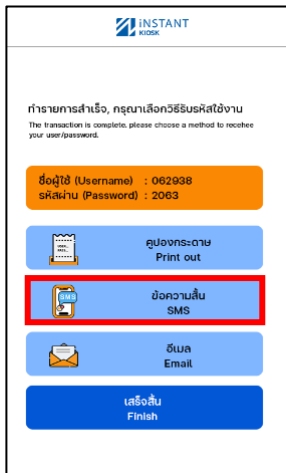 INSTANT
KIOSK
ทำรายการสำเร็จ, กรุณาเลือกวิธีรับรหัสใช้งาน
The transaction is complete, please choose a method to recehee
your user/password.
ชื่อผู้ใช้ (Username) : 062938
รหัสผ่าน (Password) : 2063
คูปองกระดาษ
Print out
SMS
ข้อความสั้น
SMS
อีเมล
Email
เสร็จสิ้น
Finish